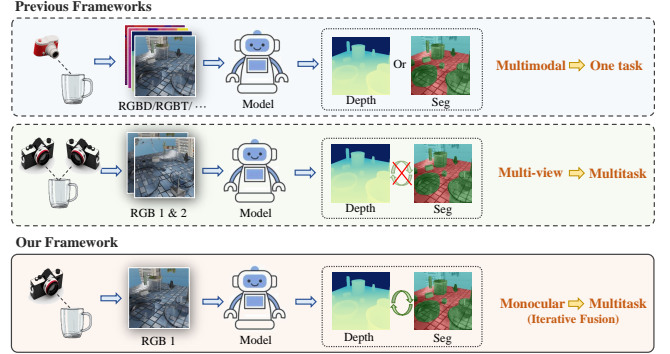 Previous Frameworks
RGBD/RGBT/ ···
Model
Depth
Or
Seg
Multimodal
One task
RGB 1 & 2
Model
Depth
Seg
Multi-view
Multitask
Our Framework
RGB 1
Model
Depth
Seg
Monocular
Multitask
(Iterative Fusion)